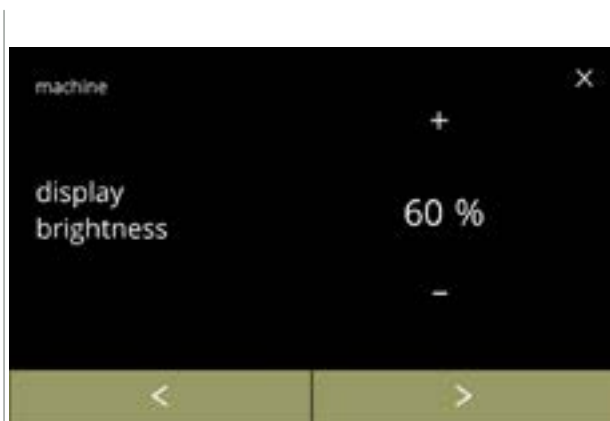 machine
X
+
display
brightness
60 %
-
< >